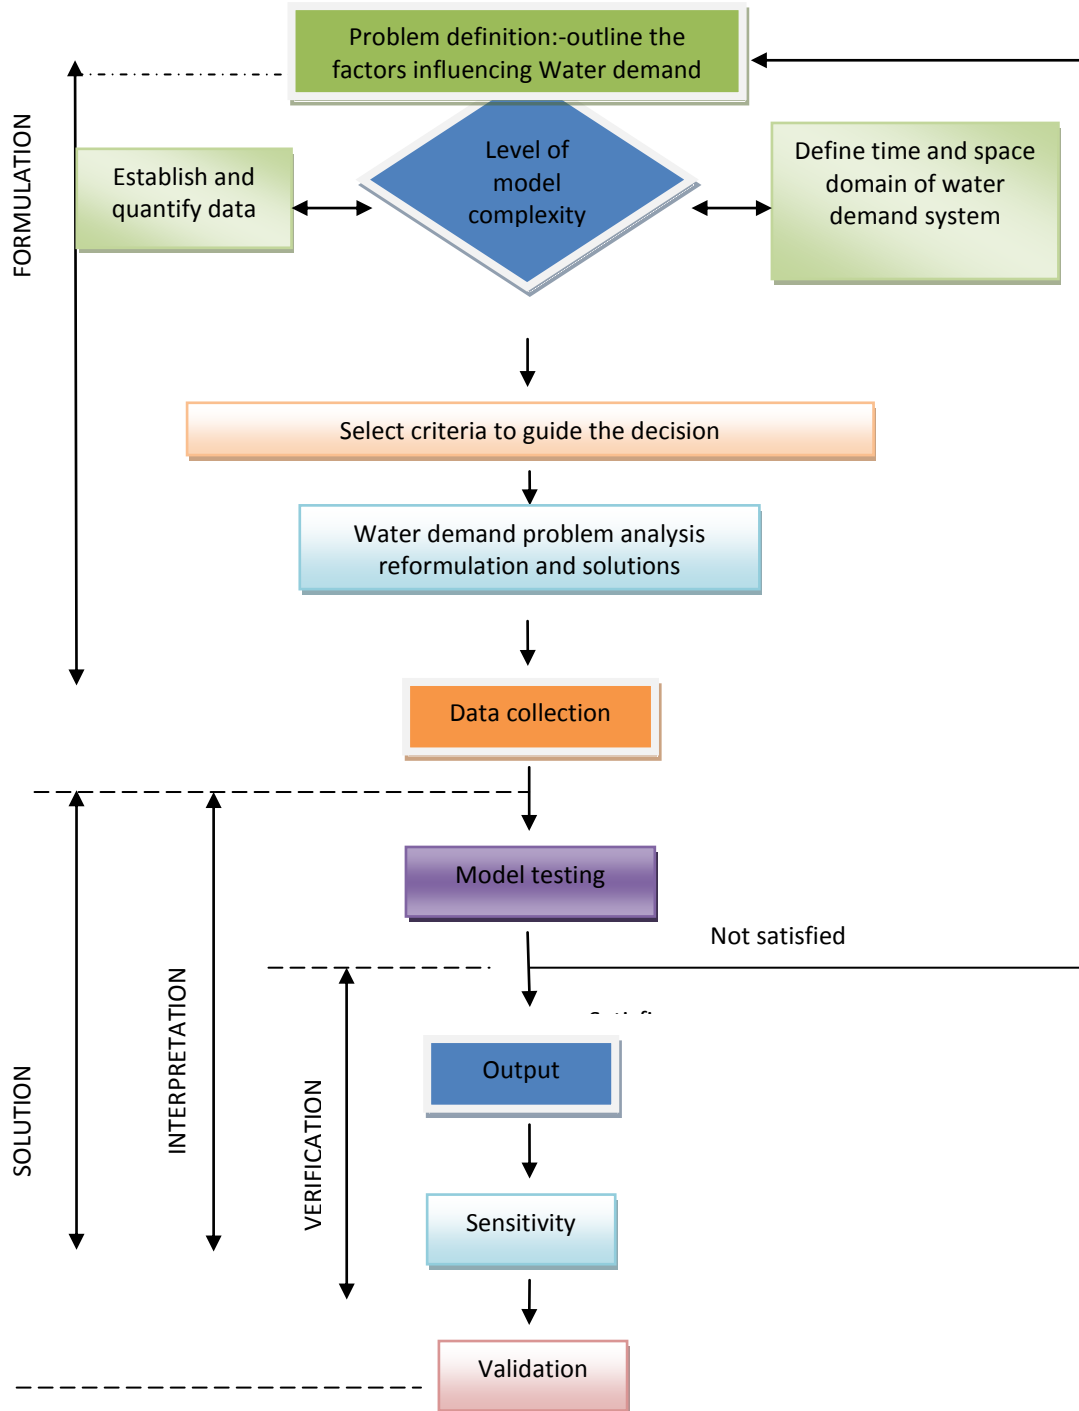 Problem definition:-outline the
factors influencing Water demand
FORMULATION
Establish and
quantify data
Level of
model
complexity
Define time and space
domain of water
demand system
Select criteria to guide the decision
Water demand problem analysis
reformulation and solutions
Data collection
Model testing
Not satisfied
SOLUTION
INTERPRETATION
VERIFICATION
Output
Sensitivity
Validation